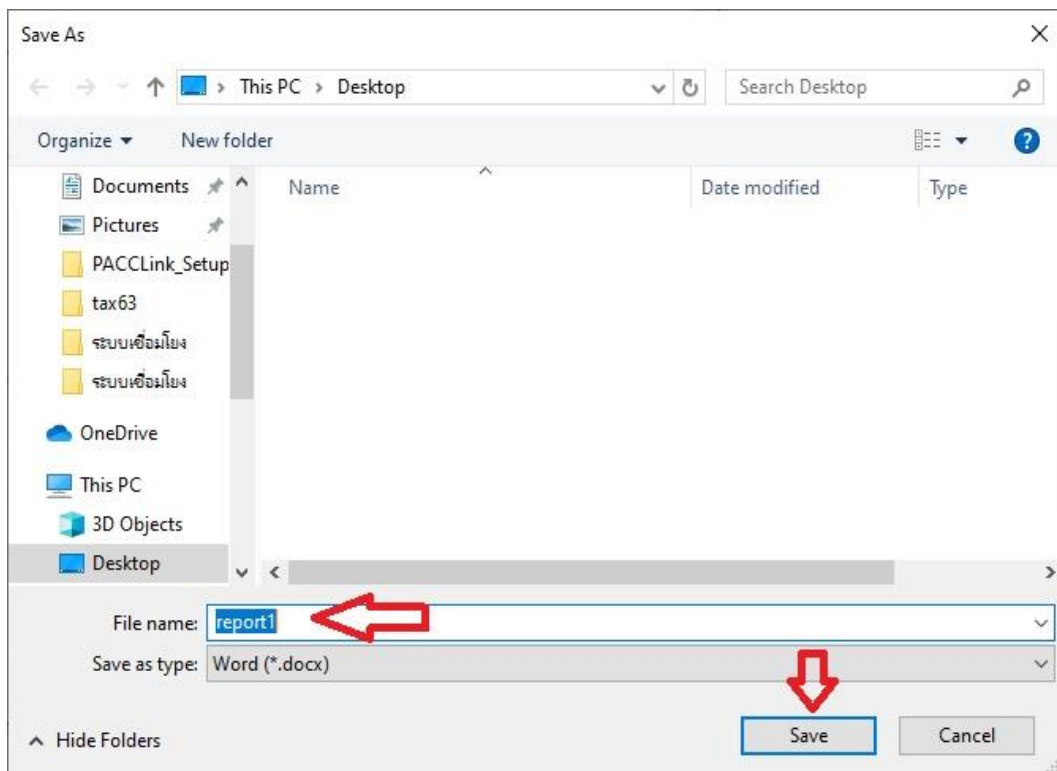 Save As
This PC > Desktop
Search Desktop
Organize
New folder
?
Name
Date modified
Type
Documents
Pictures
PACCLink_Setup
tax63
ระบบเชื่อมโยง
ระบบเชื่อมโยง
OneDrive
This PC
3D Objects
Desktop
File name: report1
Save as type: Word (*.docx)
Hide Folders
Save
Cancel